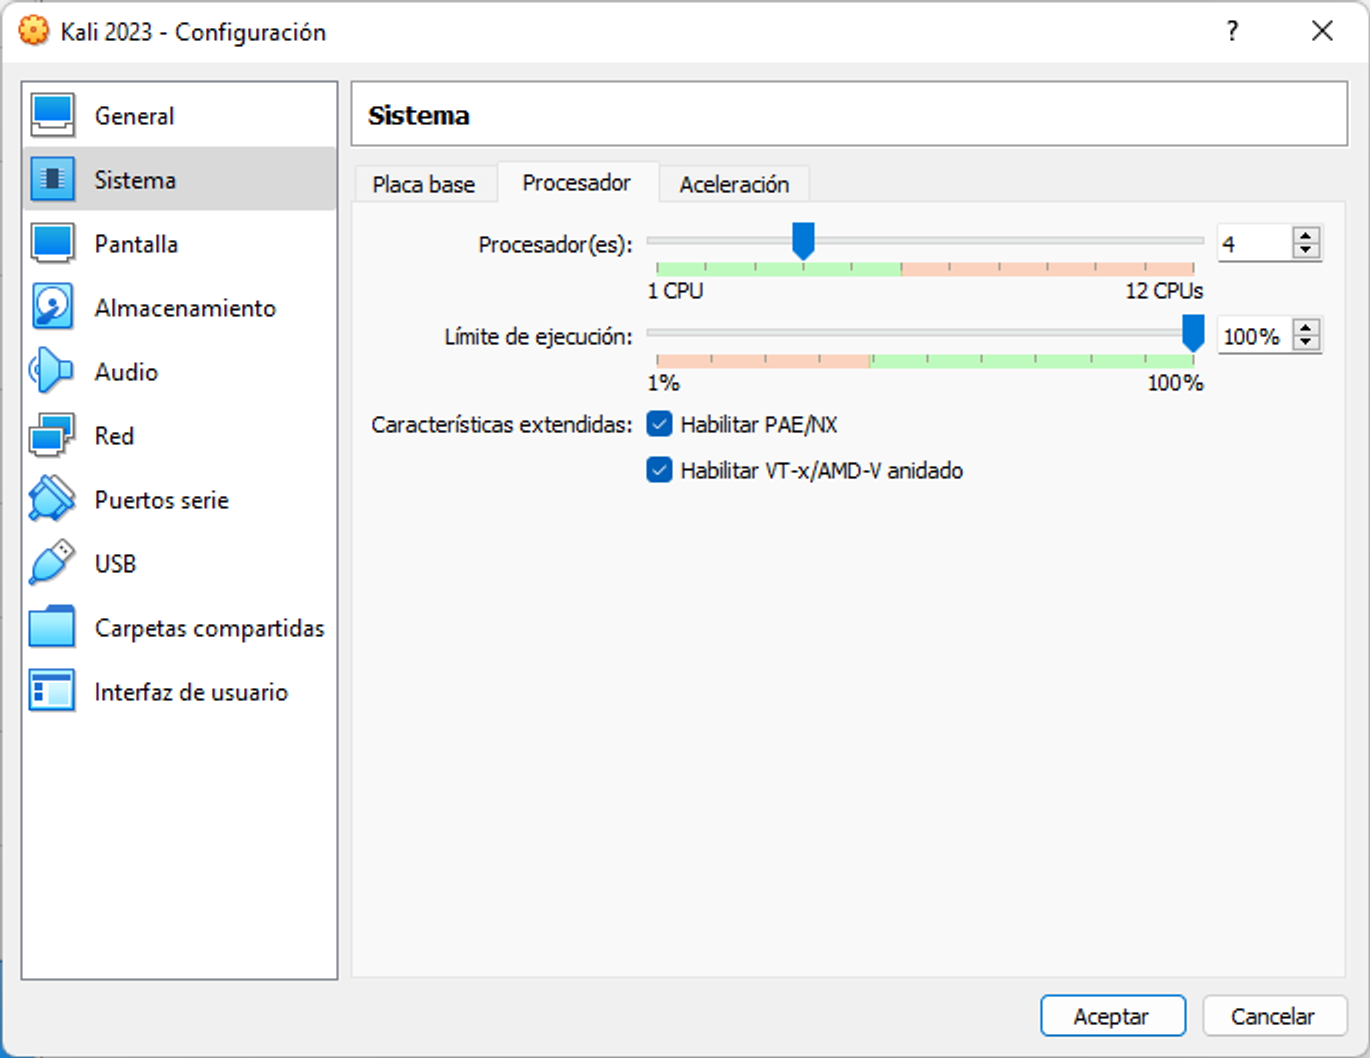 Kali 2023 - Configuración
?
General
Sistema
Pantalla
Almacenamiento
Audio
Red
Puertos serie
USB
Carpetas compartidas
Interfaz de usuario
Sistema
Placa base
Procesador
Aceleración
Procesador(es):
4
1 CPU
12 CPUs
Límite de ejecución:
100%
1%
100%
Características extendidas:
Habilitar PAE/NX
Habilitar VT-x/AMD-V anidado
Aceptar
Cancelar